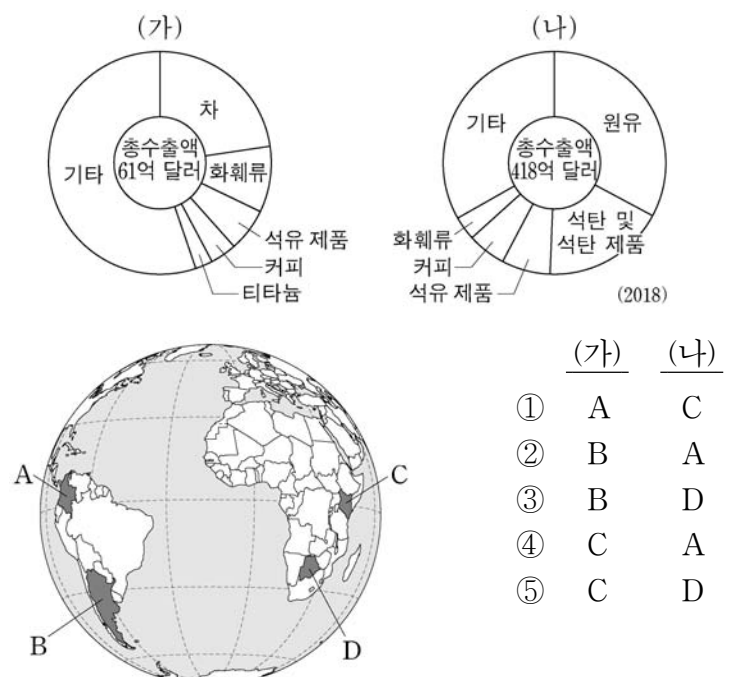 (가)
차
총수출액
61억 달러
기타
화훼류
석유 제품
커피
티타늄
(나)
기타
원유
총수출액
418억 달러
석탄 및
석탄 제품
화훼류
커피
석유 제품
(2018)
A
B
C
D
(가) (나)
① A C
② B A
③ B D
④ C A
⑤ C D